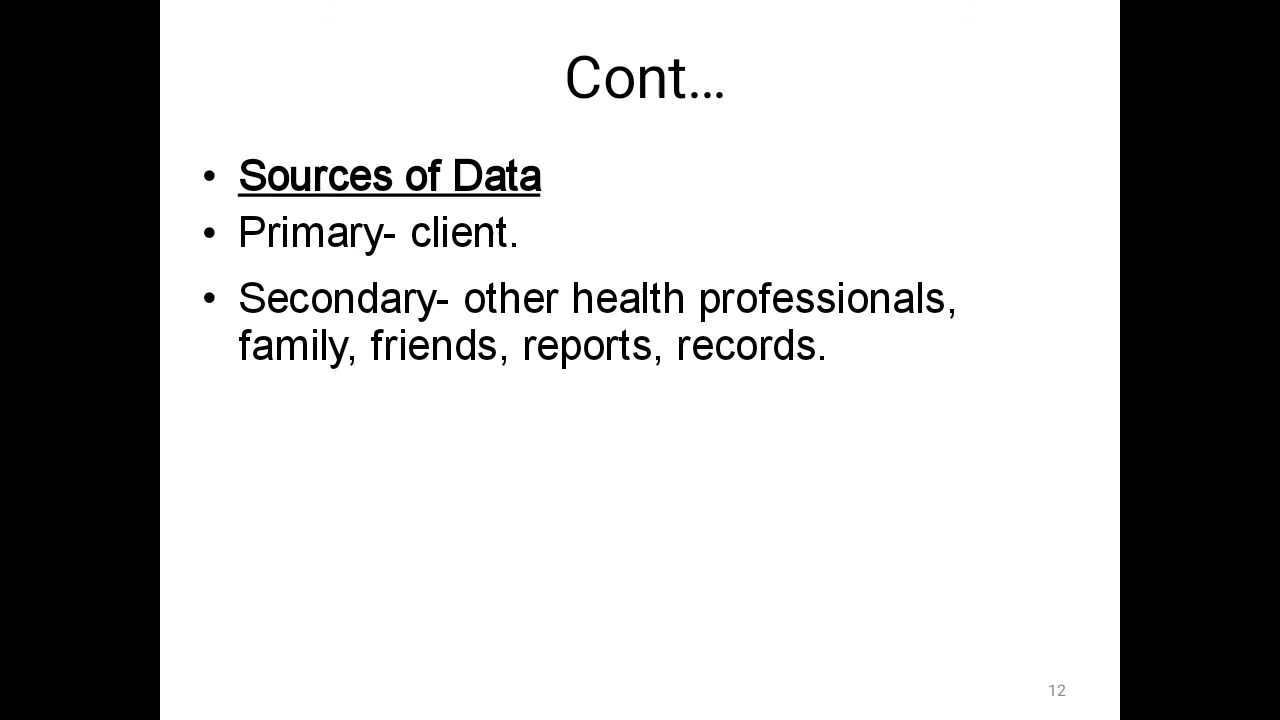 Cont…
• Sources of Data
• Primary- client.
• Secondary- other health professionals,
family, friends, reports, records.
12